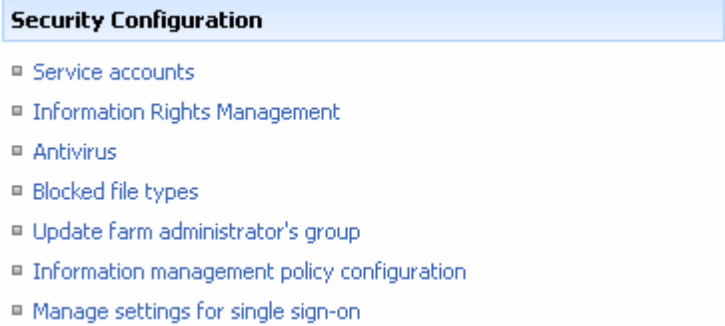 Security Configuration
Service accounts
Information Rights Management
Antivirus
Blocked file types
Update farm administrator's group
Information management policy configuration
Manage settings for single sign-on